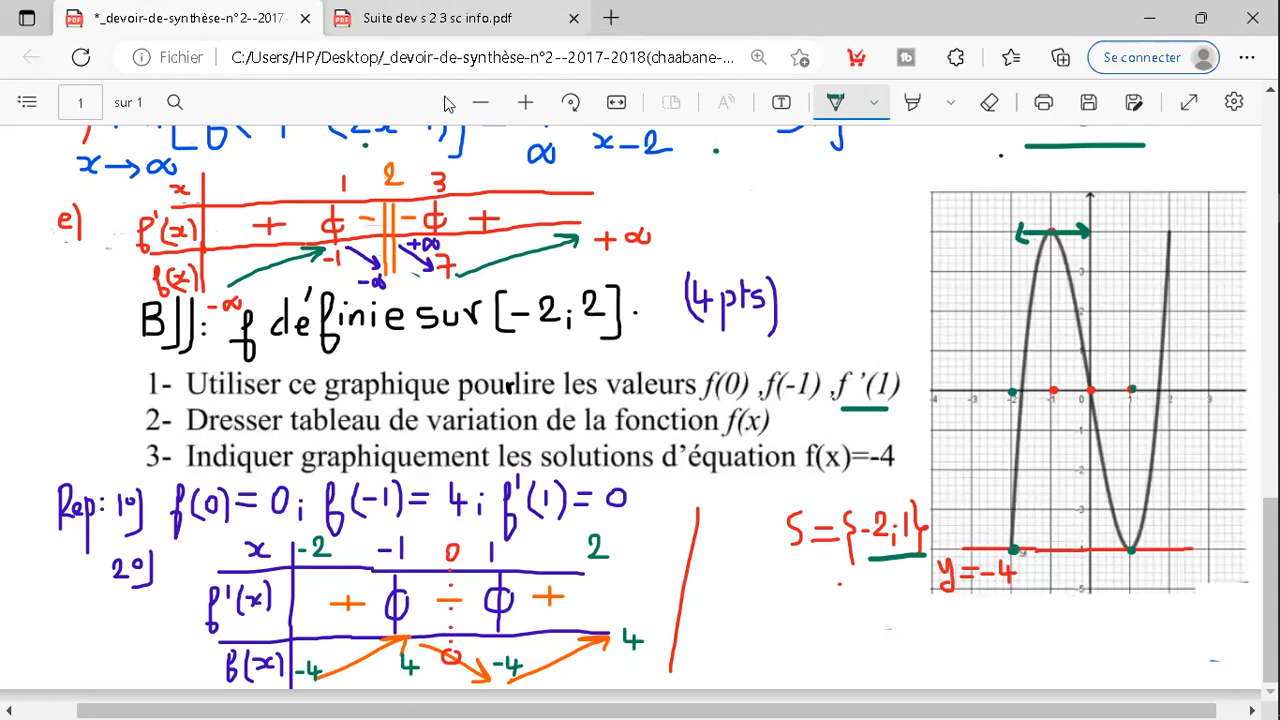 *_devoir-de-synthèse-n°2--2017- Suite dev s 2 3 sc info.pdf
Fichier C:/Users/HP/Desktop/_devoir-de-synthèse-n°2--2017-2018(chaabane-... Se connecter
1 sur 1
x→∞ ∞ x-2
e) x 1 2 3
f'(x) + 0 - - 0 +
f(x) -∞ -1 -∞ +∞ 7 +∞
B]]: f définie sur [-2;2]. (4pts)
1- Utiliser ce graphique pour lire les valeurs f(0) ,f(-1) ,f '(1)
2- Dresser tableau de variation de la fonction f(x)
3- Indiquer graphiquement les solutions d'équation f(x)=-4
Rep: 1°] f(0)=0; f(-1)=4; f'(1)=0
2°] x -2 -1 0 1 2
f'(x) + 0 - 0 +
f(x) -4 4 0 -4 4
S={-2;1}
y=-4